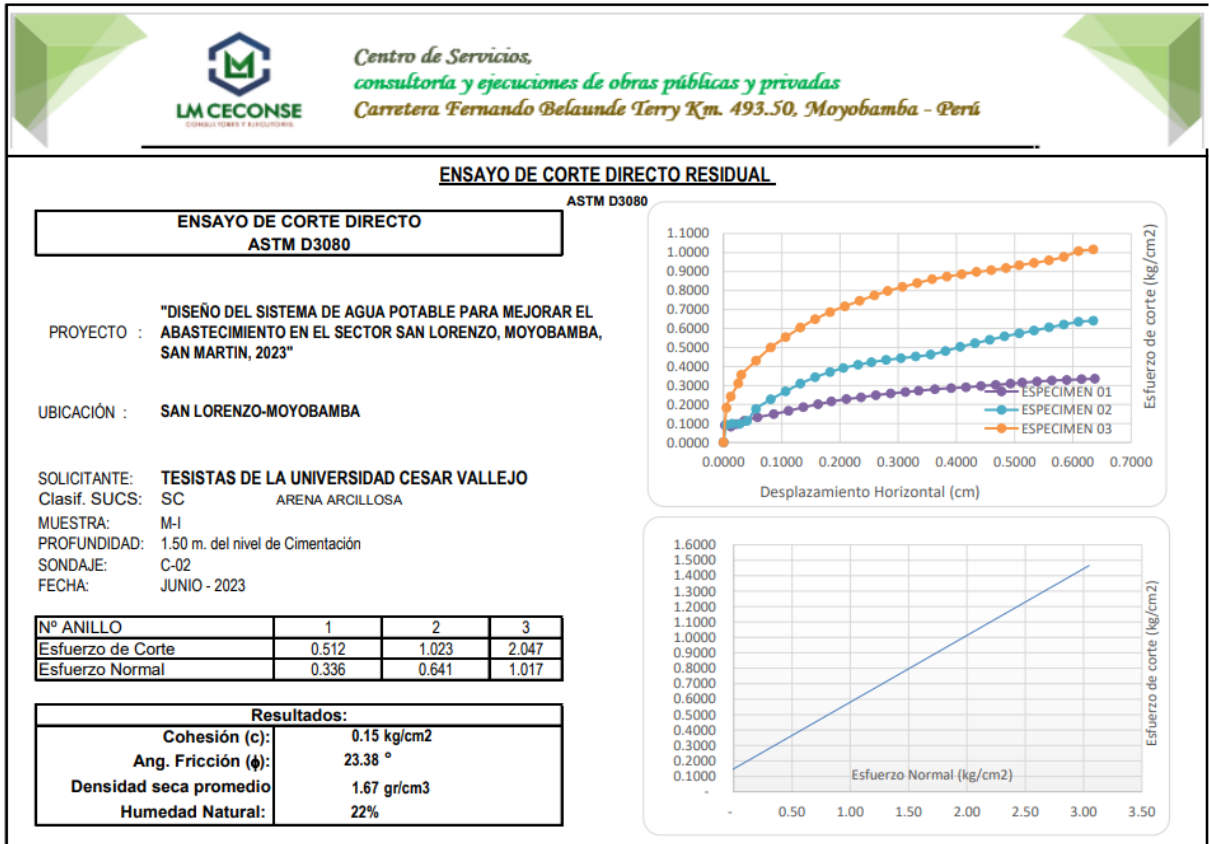 LM CECONSE
CONSULTORES Y EJECUTORES
Centro de Servicios,
consultoría y ejecuciones de obras públicas y privadas
Carretera Fernando Belaunde Terry Km. 493.50, Moyobamba - Perú
ENSAYO DE CORTE DIRECTO RESIDUAL
ASTM D3080
ENSAYO DE CORTE DIRECTO
ASTM D3080
PROYECTO : "DISEÑO DEL SISTEMA DE AGUA POTABLE PARA MEJORAR EL
ABASTECIMIENTO EN EL SECTOR SAN LORENZO, MOYOBAMBA,
SAN MARTIN, 2023"
UBICACIÓN : SAN LORENZO-MOYOBAMBA
SOLICITANTE: TESISTAS DE LA UNIVERSIDAD CESAR VALLEJO
Clasif. SUCS: SC ARENA ARCILLOSA
MUESTRA: M-I
PROFUNDIDAD: 1.50 m. del nivel de Cimentación
SONDAJE: C-02
FECHA: JUNIO - 2023
Nº ANILLO 1 2 3
Esfuerzo de Corte 0.512 1.023 2.047
Esfuerzo Normal 0.336 0.641 1.017
Resultados:
Cohesión (c): 0.15 kg/cm2
Ang. Fricción (ϕ): 23.38 °
Densidad seca promedio 1.67 gr/cm3
Humedad Natural: 22%
1.1000
1.0000
0.9000
0.8000
0.7000
0.6000
0.5000
0.4000
0.3000
0.2000
0.1000
0.0000
0.0000 0.1000 0.2000 0.3000 0.4000 0.5000 0.6000 0.7000
Desplazamiento Horizontal (cm)
Esfuerzo de corte (kg/cm2)
ESPECIMEN 01
ESPECIMEN 02
ESPECIMEN 03
1.6000
1.5000
1.4000
1.3000
1.2000
1.1000
1.0000
0.9000
0.8000
0.7000
0.6000
0.5000
0.4000
0.3000
0.2000
0.1000
-
- 0.50 1.00 1.50 2.00 2.50 3.00 3.50
Esfuerzo Normal (kg/cm2)
Esfuerzo de corte (kg/cm2)